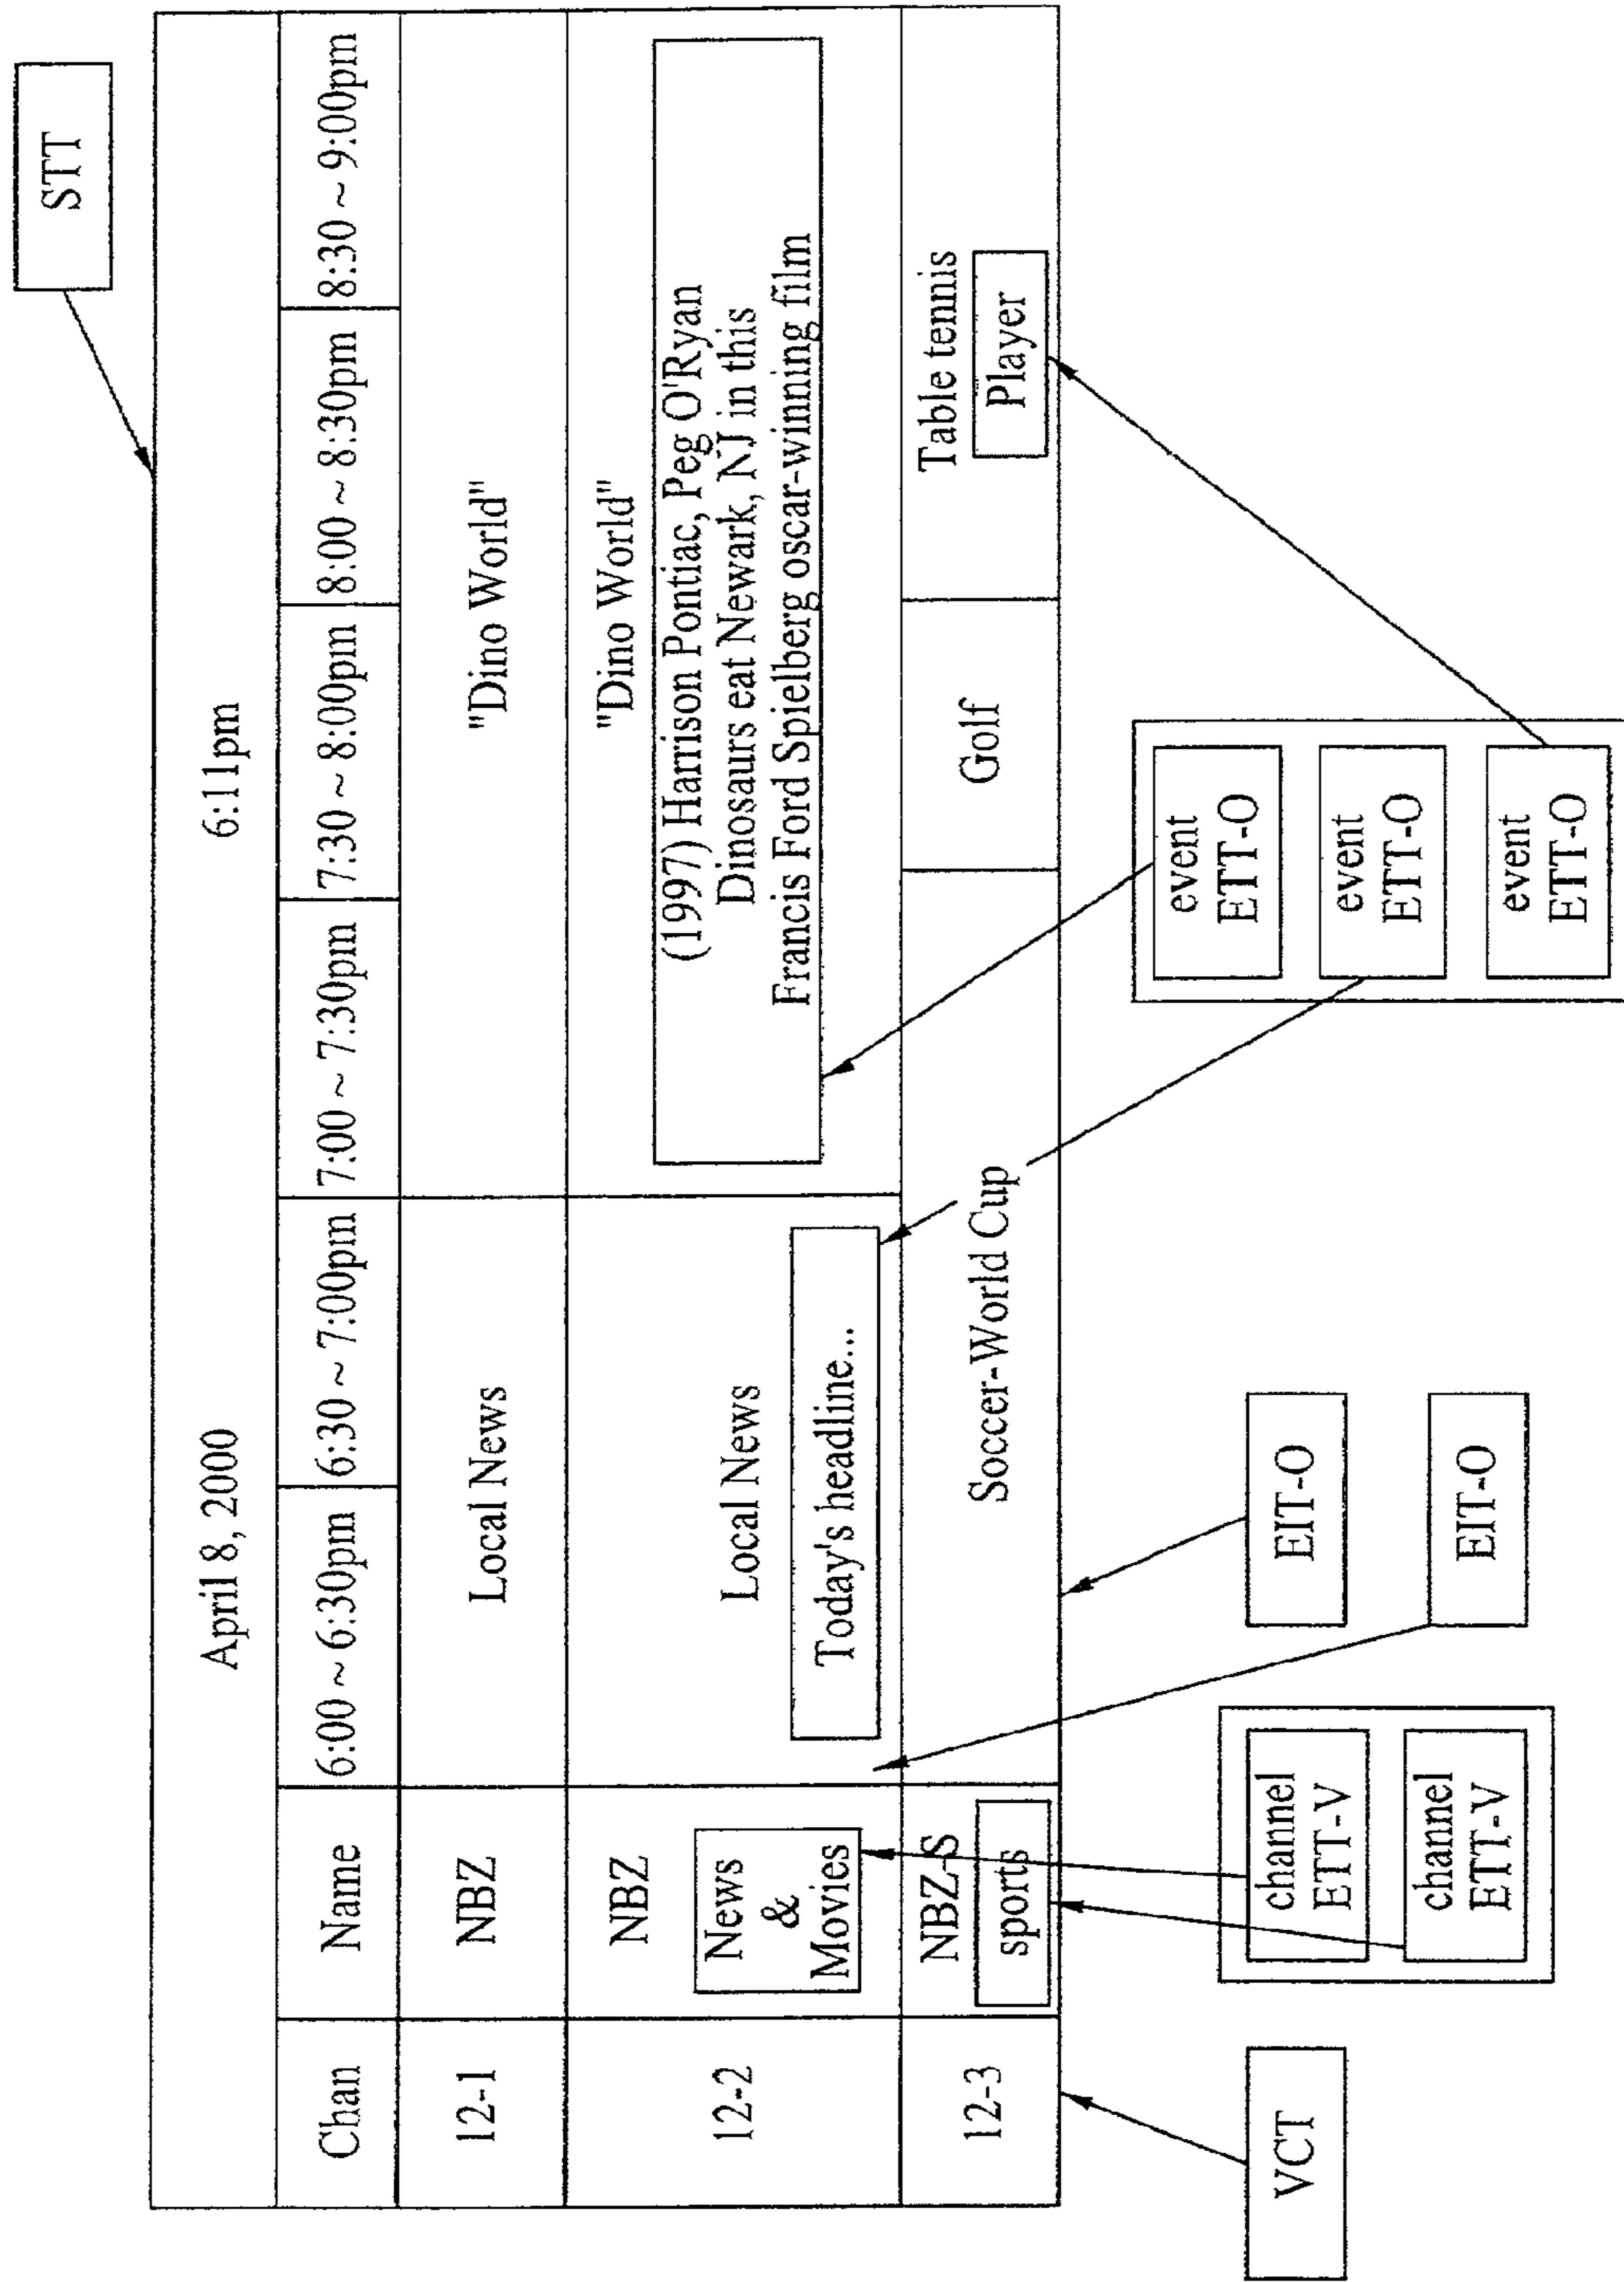 STT
April 8, 2000
6:11pm
Chan
Name
6:00 ~ 6:30pm
6:30 ~ 7:00pm
7:00 ~ 7:30pm
7:30 ~ 8:00pm
8:00 ~ 8:30pm
8:30 ~ 9:00pm
12-1
NBZ
Local News
"Dino World"
12-2
NBZ
News
&
Movies
Local News
Today's headline...
"Dino World"
(1997) Harrison Pontiac, Peg O'Ryan
Dinosaurs eat Newark, NJ in this
Francis Ford Spielberg oscar-winning film
12-3
NBZ-S
sports
Soccer-World Cup
Golf
Table tennis
Player
VCT
channel
ETT-V
channel
ETT-V
EIT-O
EIT-O
event
ETT-O
event
ETT-O
event
ETT-O